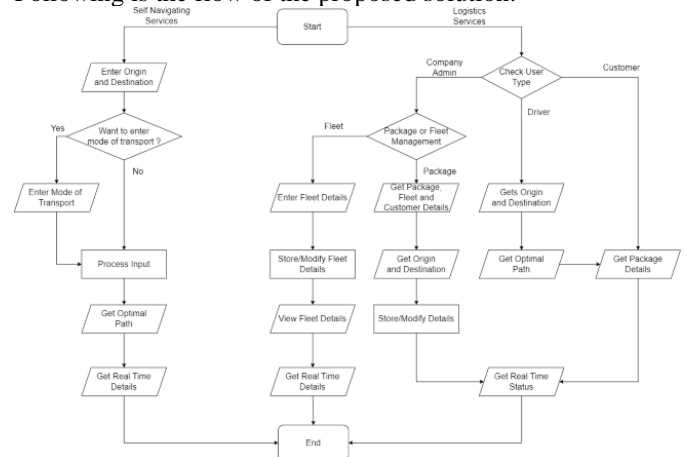 Following is the flow of the proposed solution.
Self Navigating
Services
Start
Logistics
Services
Enter Origin
and Destination
Company
Admin
Check User
Type
Customer
Driver
Yes
Want to enter
mode of transport ?
No
Fleet
Package or Fleet
Management
Package
Enter Mode of
Transport
Enter Fleet Details
Get Package,
Fleet and
Customer Details
Gets Origin
and Destination
Process Input
Store/Modify Fleet
Details
Get Origin
and Destination
Get Optimal
Path
Get Package
Details
Get Optimal
Path
View Fleet Details
Store/Modify Details
Get Real Time
Details
Get Real Time
Details
Get Real Time
Status
End